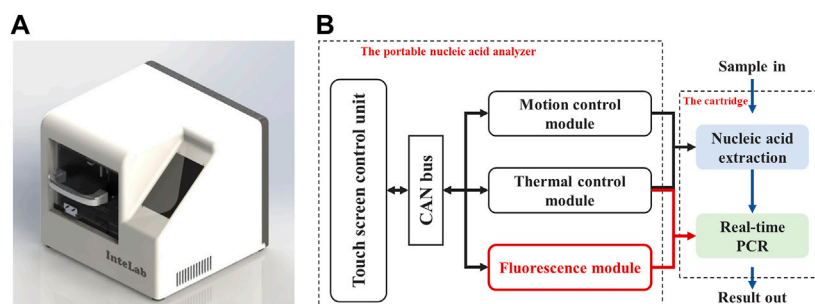 A
InteLab
B
The portable nucleic acid analyzer
Touch screen control unit
CAN bus
Motion control
module
Thermal control
module
Fluorescence module
Sample in
The cartridge
Nucleic acid
extraction
Real-time
PCR
Result out